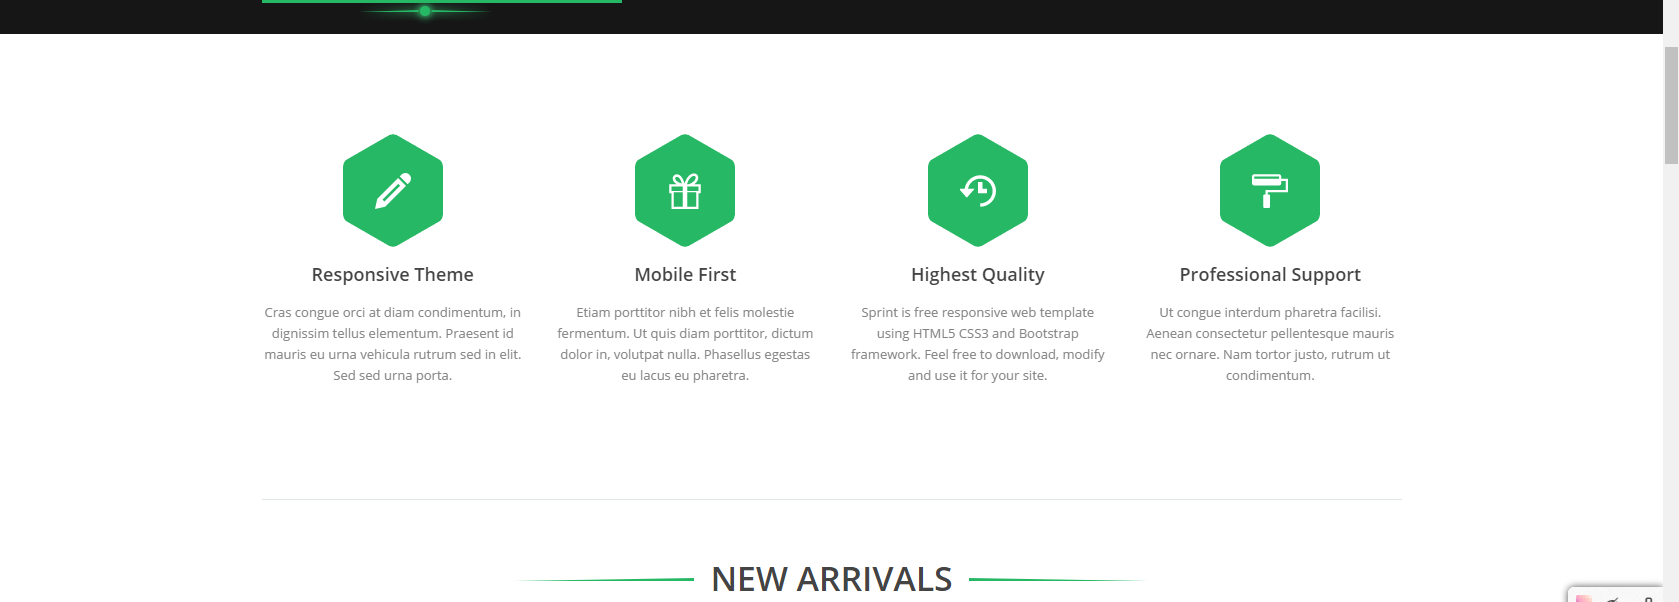 Responsive Theme
Cras congue orci at diam condimentum, in
dignissim tellus elementum. Praesent id
mauris eu urna vehicula rutrum sed in elit.
Sed sed urna porta.
Mobile First
Etiam porttitor nibh et felis molestie
fermentum. Ut quis diam porttitor, dictum
dolor in, volutpat nulla. Phasellus egestas
eu lacus eu pharetra.
Highest Quality
Sprint is free responsive web template
using HTML5 CSS3 and Bootstrap
framework. Feel free to download, modify
and use it for your site.
Professional Support
Ut congue interdum pharetra facilisi.
Aenean consectetur pellentesque mauris
nec ornare. Nam tortor justo, rutrum ut
condimentum.
NEW ARRIVALS